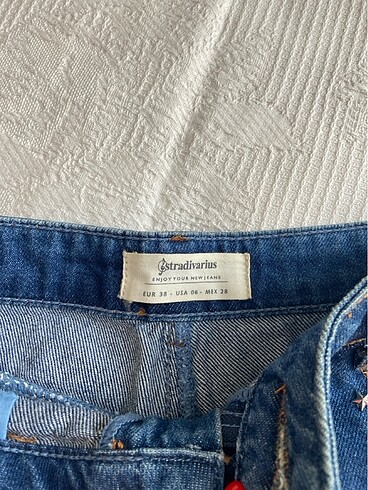 stradivarius
ENJOY YOUR NEW JEANS
EUR 38 - USA 06 - MEX 28